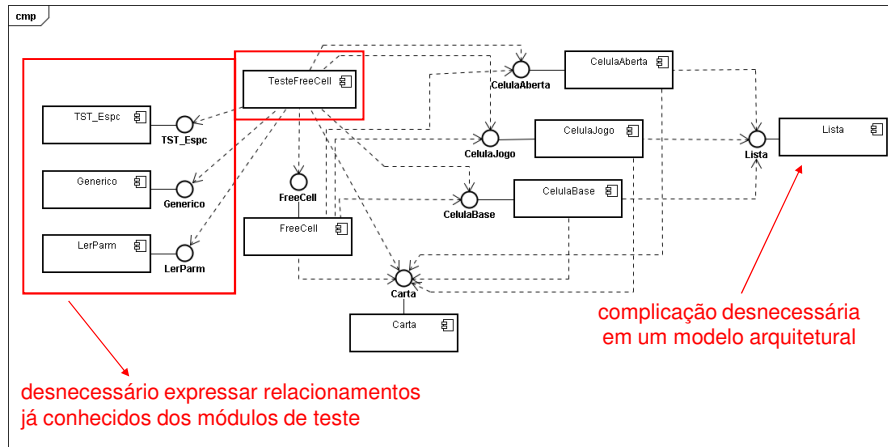 cmp
TesteFreeCell
CelulaAberta
CelulaAberta
TST_Espc
TST_Espc
CelulaJogo
CelulaJogo
Lista
Lista
Generico
Generico
FreeCell
CelulaBase
CelulaBase
FreeCell
LerParm
LerParm
Carta
Carta
complicação desnecessária
em um modelo arquitetural
desnecessário expressar relacionamentos
já conhecidos dos módulos de teste